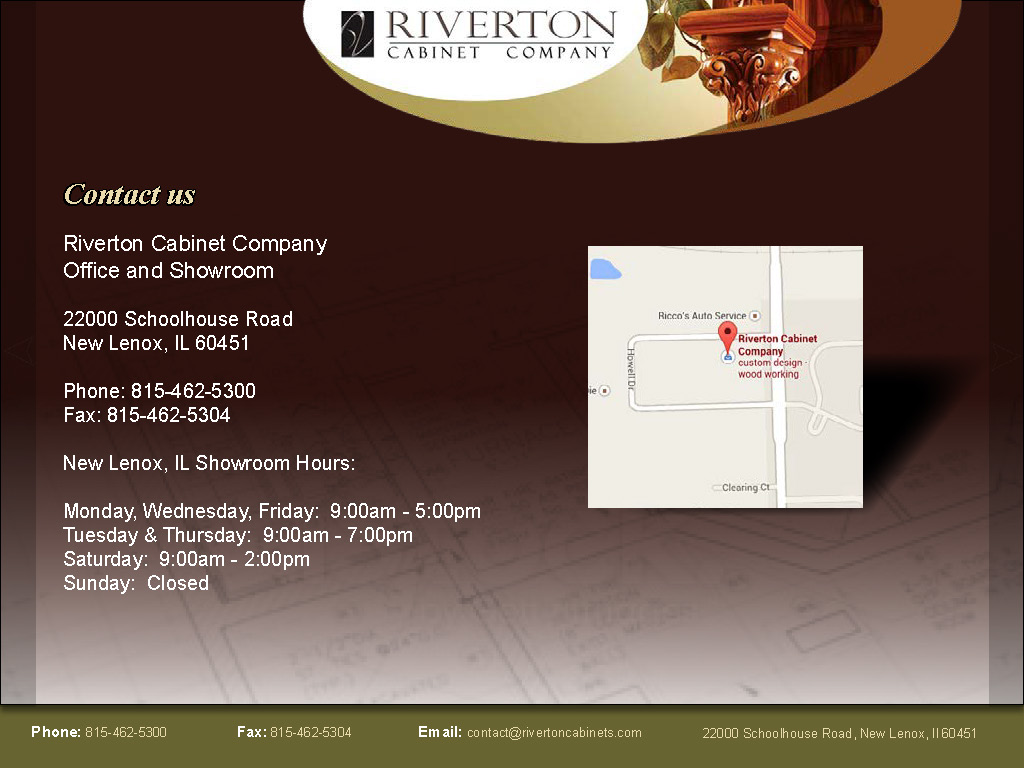 RIVERTON
CABINET COMPANY
Contact us
Riverton Cabinet Company
Office and Showroom
22000 Schoolhouse Road
New Lenox, IL 60451
Phone: 815-462-5300
Fax: 815-462-5304
New Lenox, IL Showroom Hours:
Monday, Wednesday, Friday: 9:00am - 5:00pm
Tuesday & Thursday: 9:00am - 7:00pm
Saturday: 9:00am - 2:00pm
Sunday: Closed
Ricco's Auto Service
Riverton Cabinet
Company
custom design -
wood working
Howell Dr
Clearing Ct
Phone: 815-462-5300 Fax: 815-462-5304 Email: contact@rivertoncabinets.com 22000 Schoolhouse Road, New Lenox, Il 60451